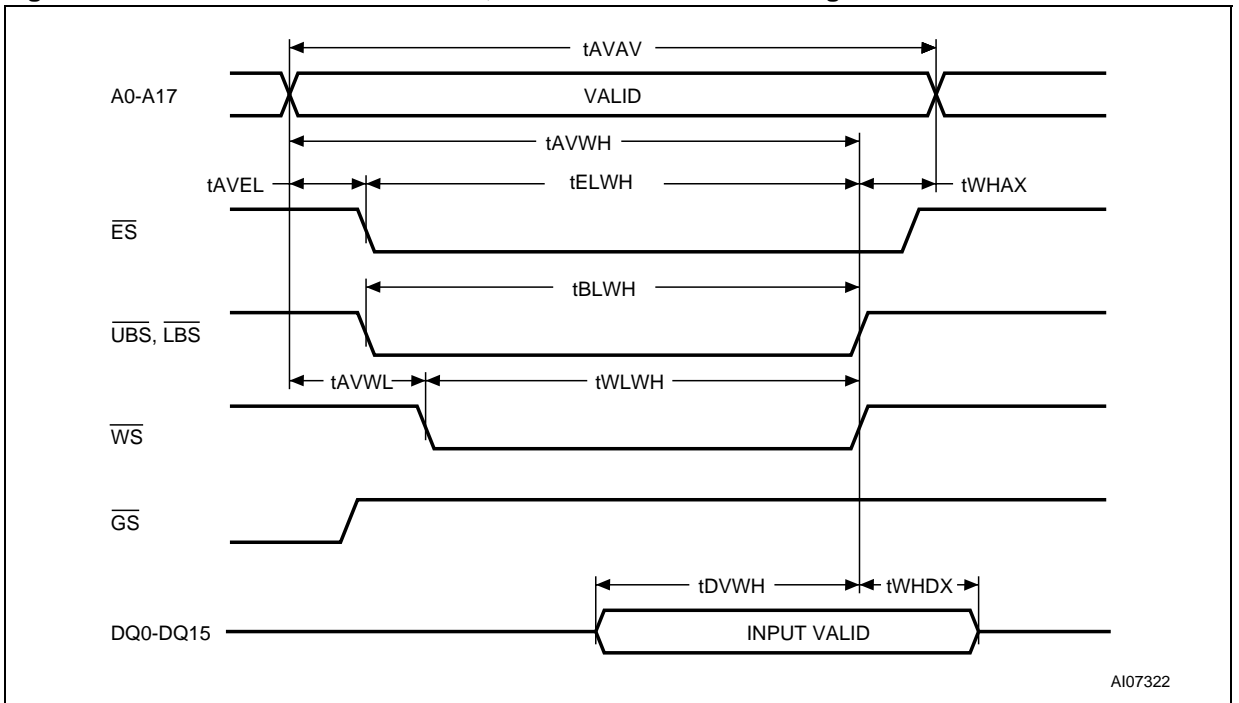 tAVAV
A0-A17 VALID
tAVWH
tAVEL tELWH tWHAX
ES
tBLWH
UBS, LBS
tAVWL tWLWH
WS
GS
tDVWH tWHDX
DQ0-DQ15 INPUT VALID
AI07322